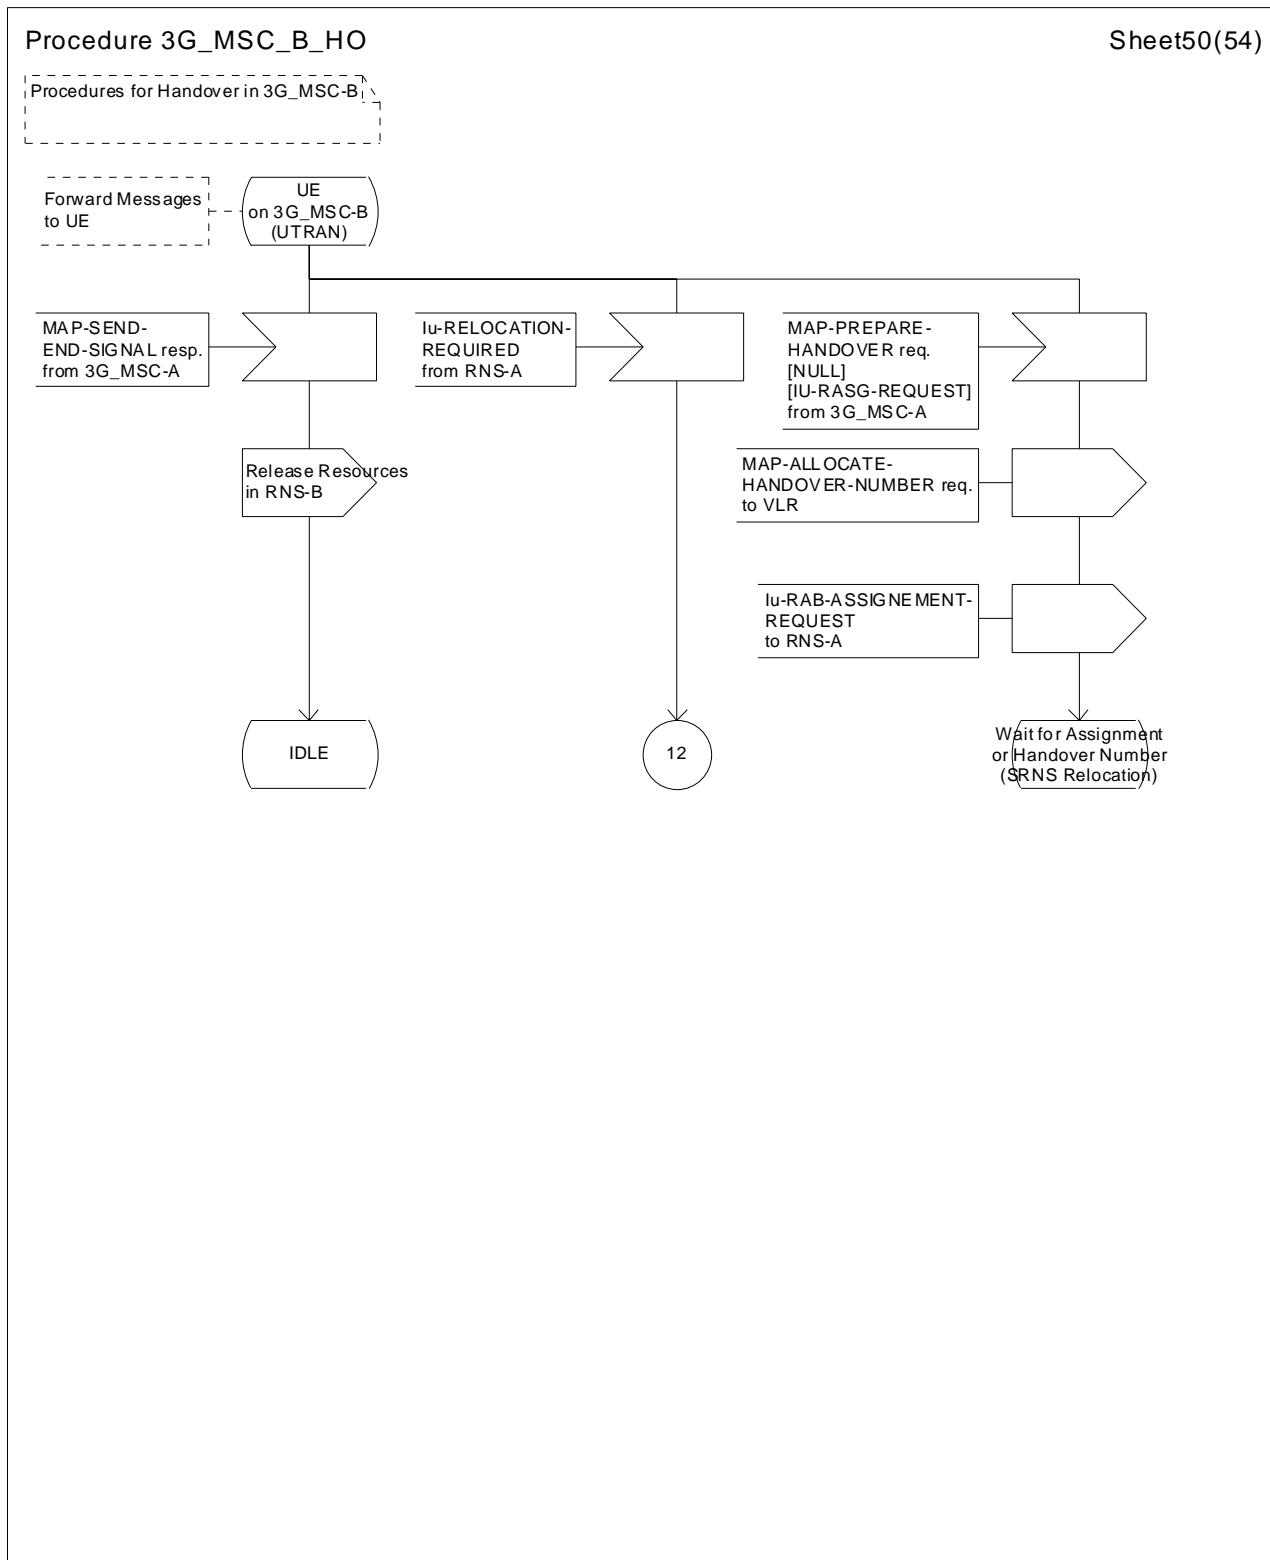 Procedure 3G_MSC_B_HO
Sheet50(54)
Procedures for Handover in 3G_MSC-B
Forward Messages
to UE
UE
on 3G_MSC-B
(UTRAN)
MAP-SEND-
END-SIGNAL resp.
from 3G_MSC-A
Iu-RELOCATION-
REQUIRED
from RNS-A
MAP-PREPARE-
HANDOVER req.
[NULL]
[IU-RASG-REQUEST]
from 3G_MSC-A
Release Resources
in RNS-B
MAP-ALLOCATE-
HANDOVER-NUMBER req.
to VLR
Iu-RAB-ASSIGNEMENT-
REQUEST
to RNS-A
IDLE
12
Wait for Assignment
or Handover Number
(SRNS Relocation)